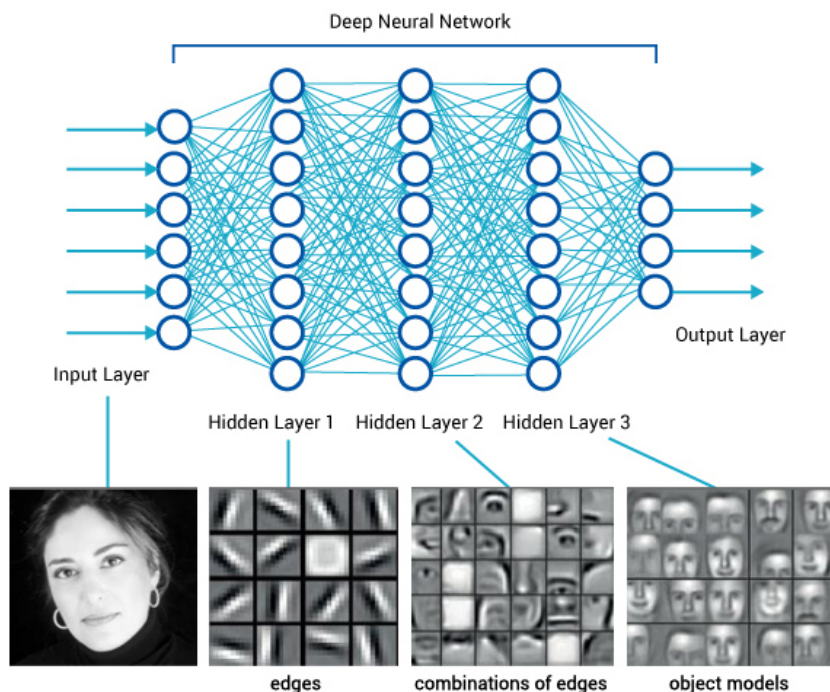 Deep Neural Network
Input Layer
Output Layer
Hidden Layer 1
Hidden Layer 2
Hidden Layer 3
edges
combinations of edges
object models